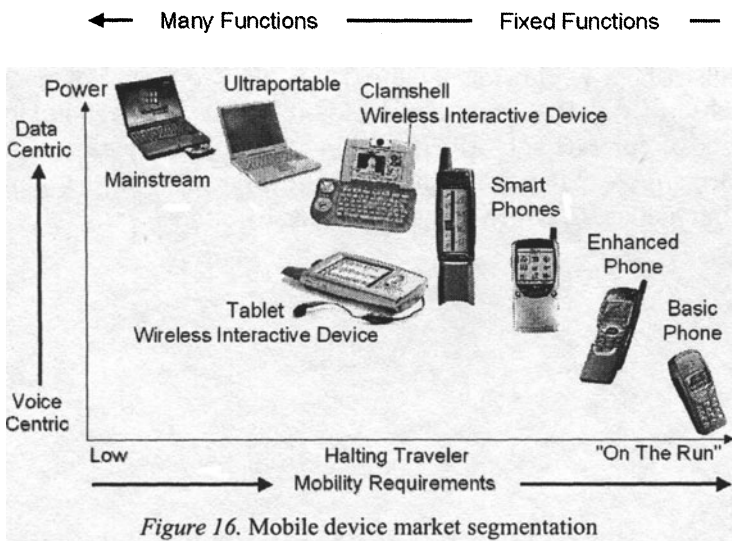 Many Functions Fixed Functions
Power
Ultraportable
Clamshell
Wireless Interactive Device
Data
Centric
Mainstream
Smart
Phones
Enhanced
Phone
Tablet
Wireless Interactive Device
Basic
Phone
Voice
Centric
Low Halting Traveler "On The Run"
Mobility Requirements
Figure 16. Mobile device market segmentation